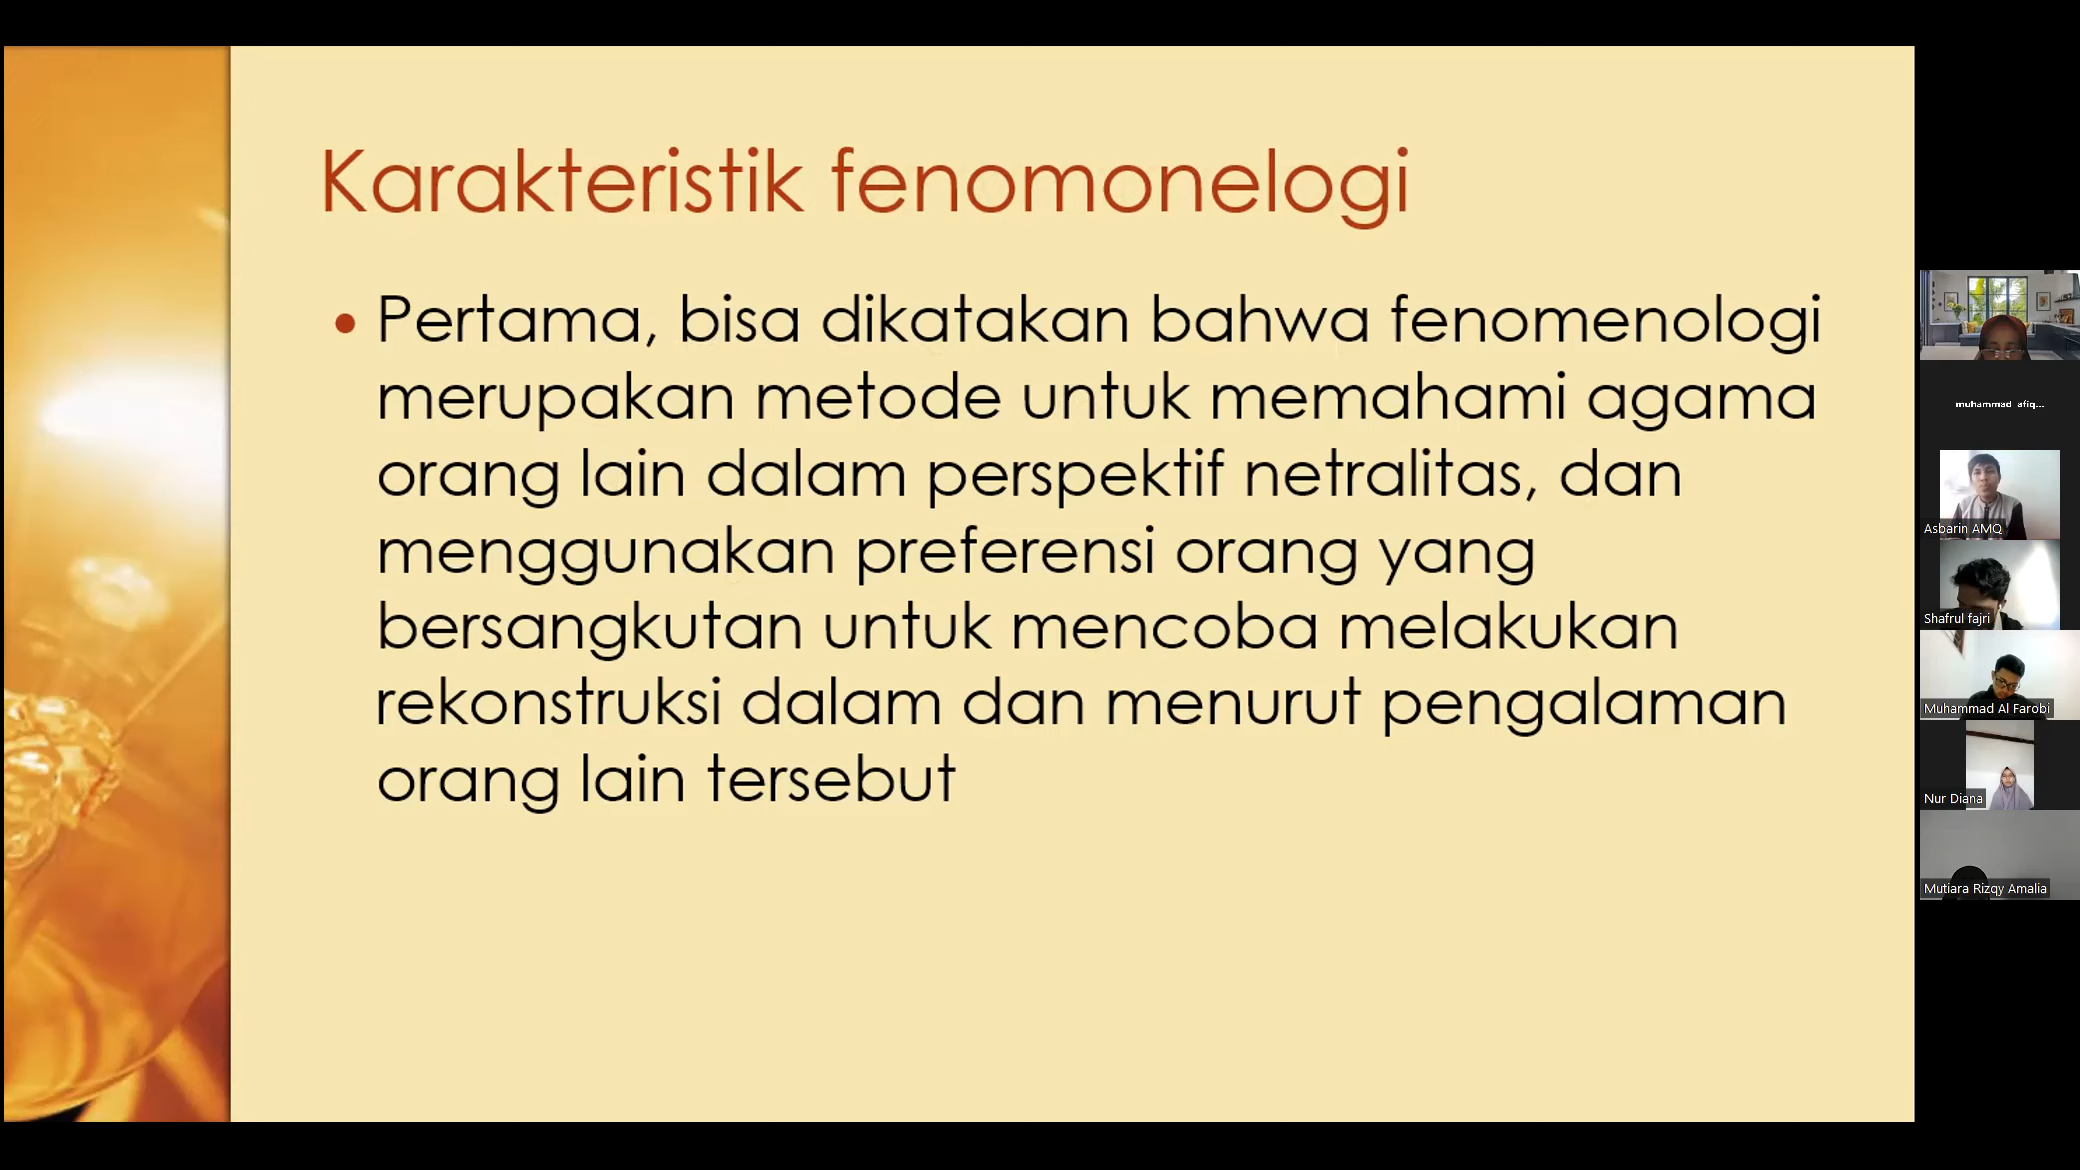 Karakteristik fenomonelogi
• Pertama, bisa dikatakan bahwa fenomenologi
merupakan metode untuk memahami agama
orang lain dalam perspektif netralitas, dan
menggunakan preferensi orang yang
bersangkutan untuk mencoba melakukan
rekonstruksi dalam dan menurut pengalaman
orang lain tersebut
muhammad afiq...
Asbarin AMQ
Shafrul fajri
Muhammad Al Farobi
Nur Diana
Mutiara Rizqy Amalia